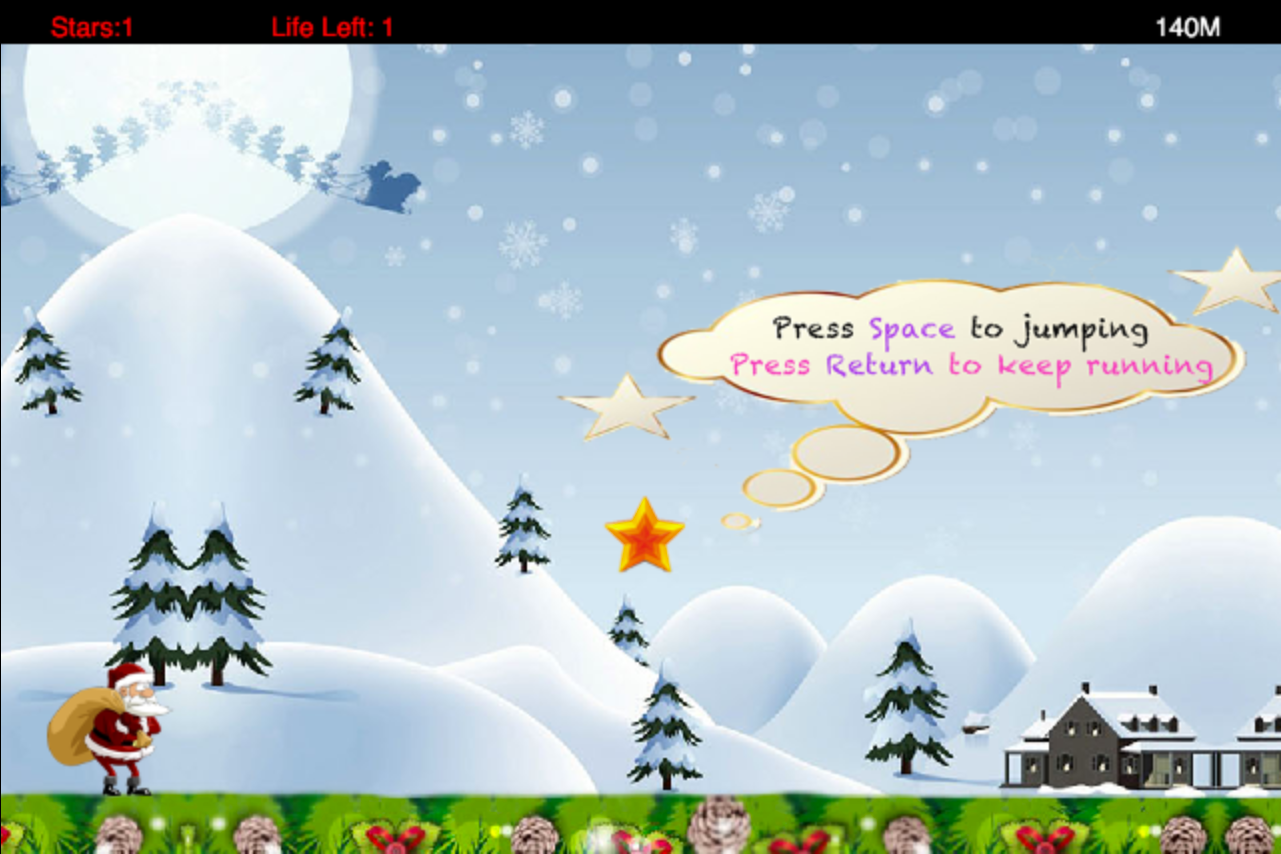 Stars:1 Life Left: 1 140M
Press Space to jumping
Press Return to keep running